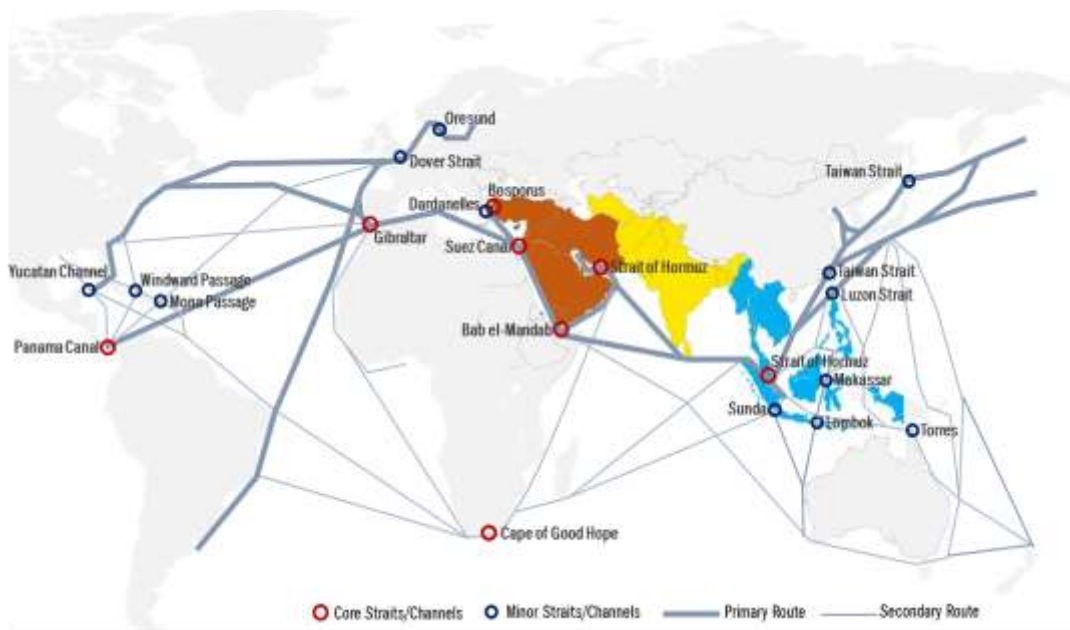 Oresund
Dover Strait
Bosporus
Dardanelles
Gibraltar
Suez Canal
Strait of Hormuz
Taiwan Strait
Yucatan Channel
Windward Passage
Mona Passage
Panama Canal
Bab el-Mandab
Taiwan Strait
Luzon Strait
Strait of Hormuz
Makassar
Sunda
Lombok
Torres
Cape of Good Hope
Core Straits/Channels
Minor Straits/Channels
Primary Route
Secondary Route